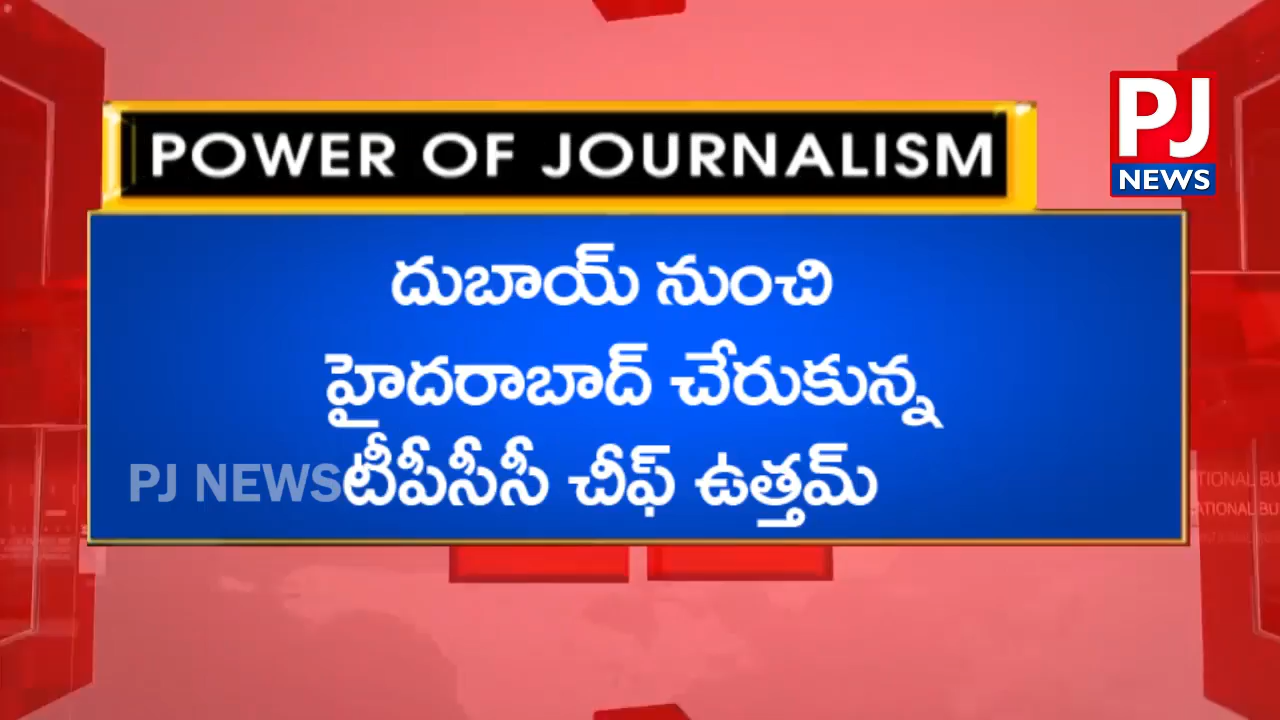 POWER OF JOURNALISM
PJ
NEWS
దుబాయ్ నుంచి
హైదరాబాద్ చేరుకున్న
టీపీసీసీ చీఫ్ ఉత్తమ్
PJ NEWS